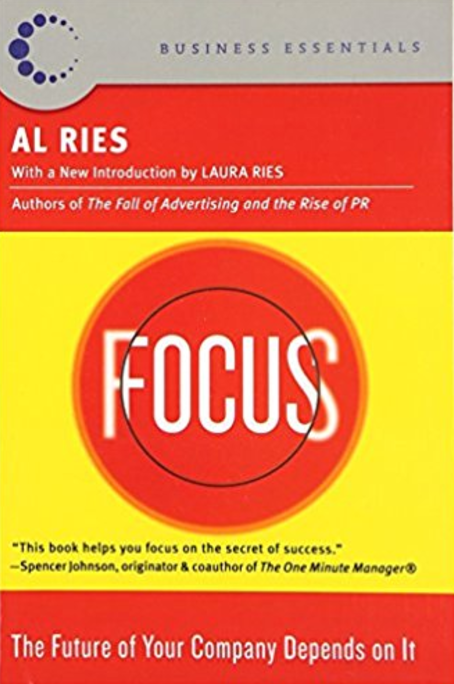 BUSINESS ESSENTIALS
AL RIES
With a New Introduction by LAURA RIES
Authors of The Fall of Advertising and the Rise of PR
FOCUS
"This book helps you focus on the secret of success."
—Spencer Johnson, originator & coauthor of The One Minute Manager®
The Future of Your Company Depends on It